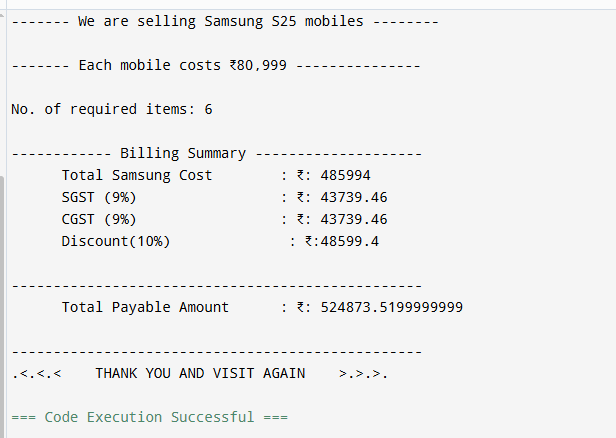 ------- We are selling Samsung S25 mobiles --------
------- Each mobile costs ₹80,999 ---------------
No. of required items: 6
------------ Billing Summary --------------------
      Total Samsung Cost        : ₹: 485994
      SGST (9%)                 : ₹: 43739.46
      CGST (9%)                 : ₹: 43739.46
      Discount(10%)              : ₹:48599.4
-------------------------------------------------
      Total Payable Amount      : ₹: 524873.5199999999
-------------------------------------------------
.<.<.<    THANK YOU AND VISIT AGAIN    >.>.>.
=== Code Execution Successful ===